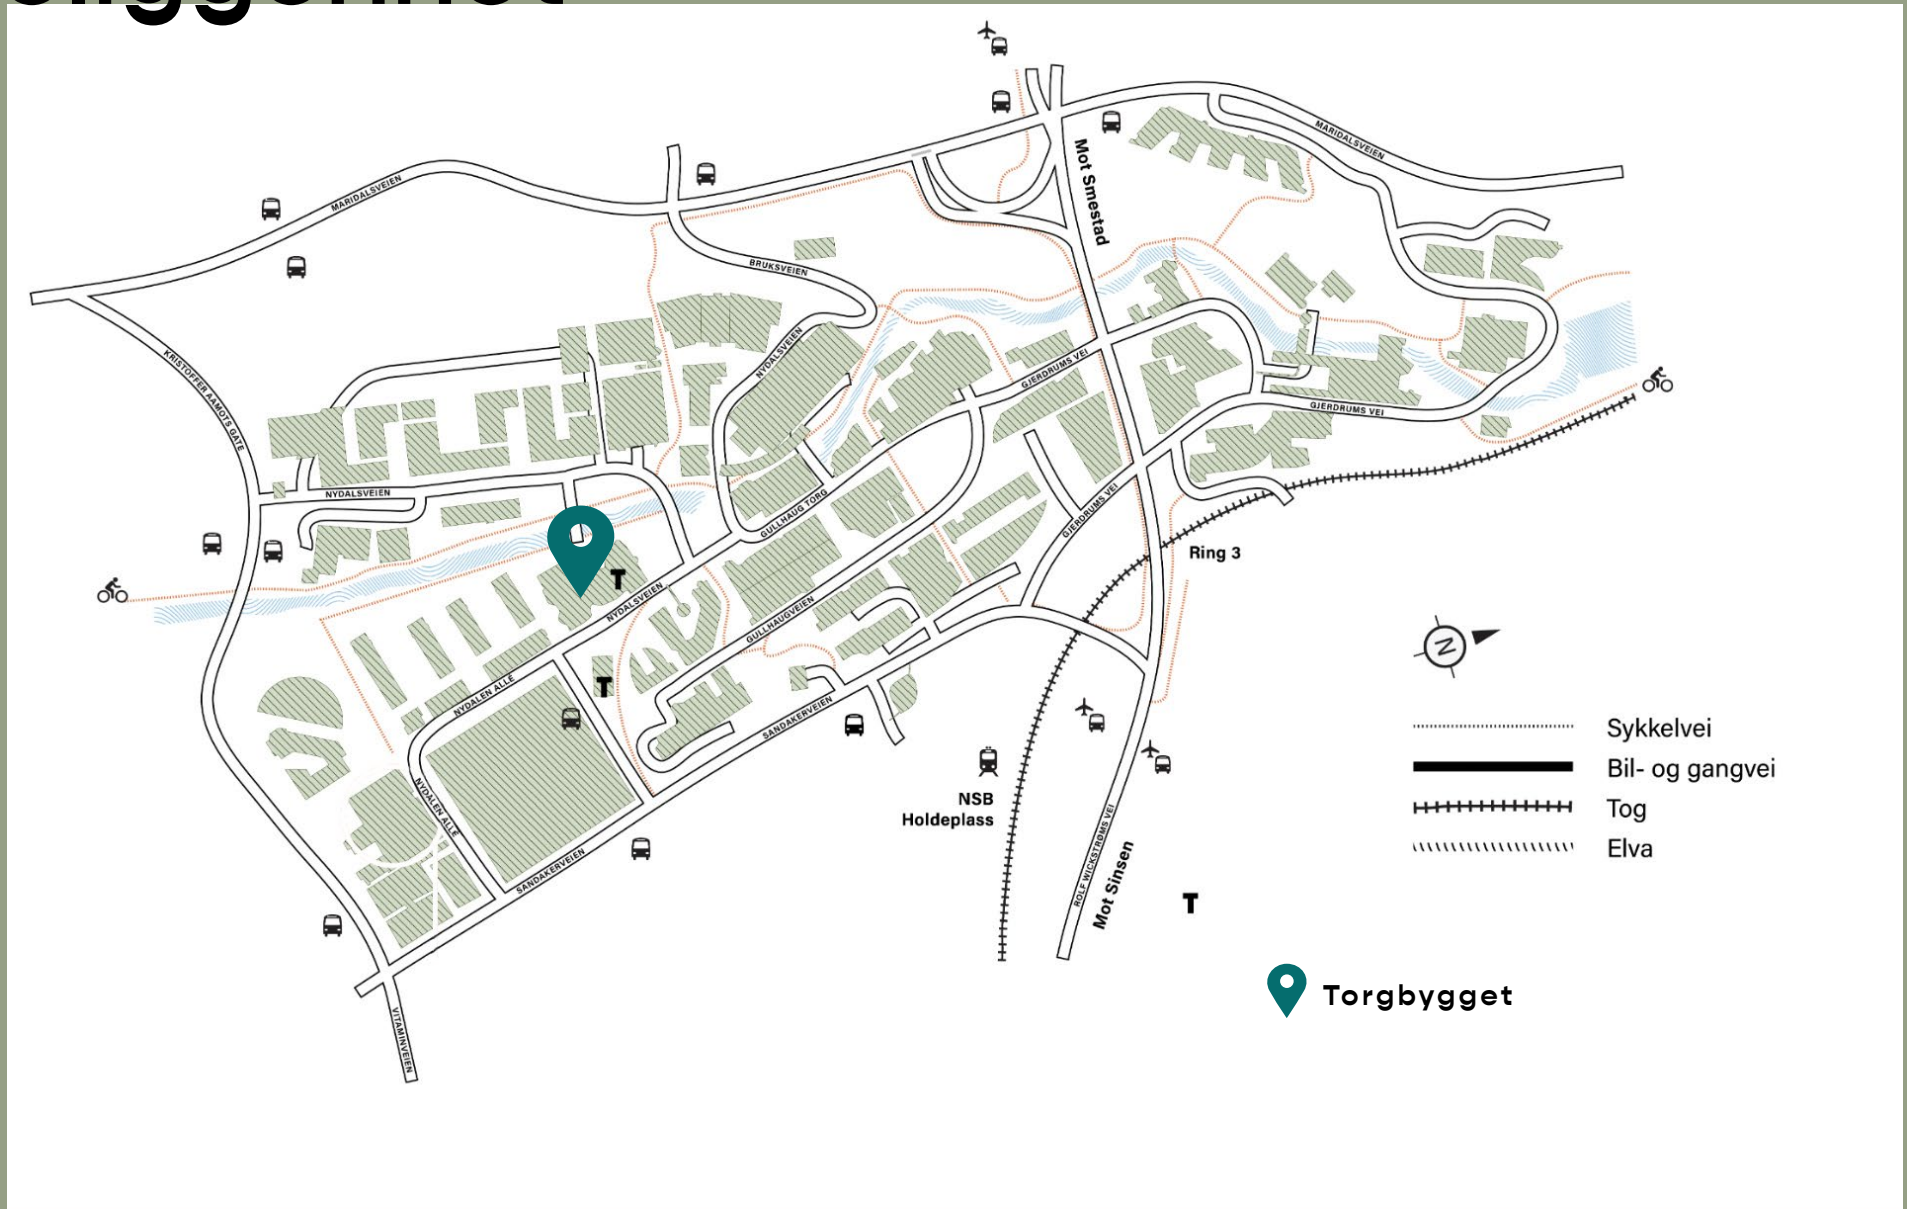 MARIDALSVEIEN
MARIDALSVEIEN
Mot Smestad
BRUKSVEIEN
NYDALSVEIEN
KRISTOFFER AAMOTS GATE
GJERDRUMS VEI
GJERDRUMS VEI
NYDALSVEIEN
GULLHAUG TORG
GJERDRUMS VEI
Ring 3
T
NYDALSVEIEN
GULLHAUGVEIEN
T
NYDALEN ALLÉ
SANDAKERVEIEN
N
Sykkelvei
Bil- og gangvei
Tog
Elva
NYDALEN ALLÉ
NSB
Holdeplass
ROLF WICKSTRØMS VEI
Mot Sinsen
SANDAKERVEIEN
T
VITAMINVEIEN
Torgbygget